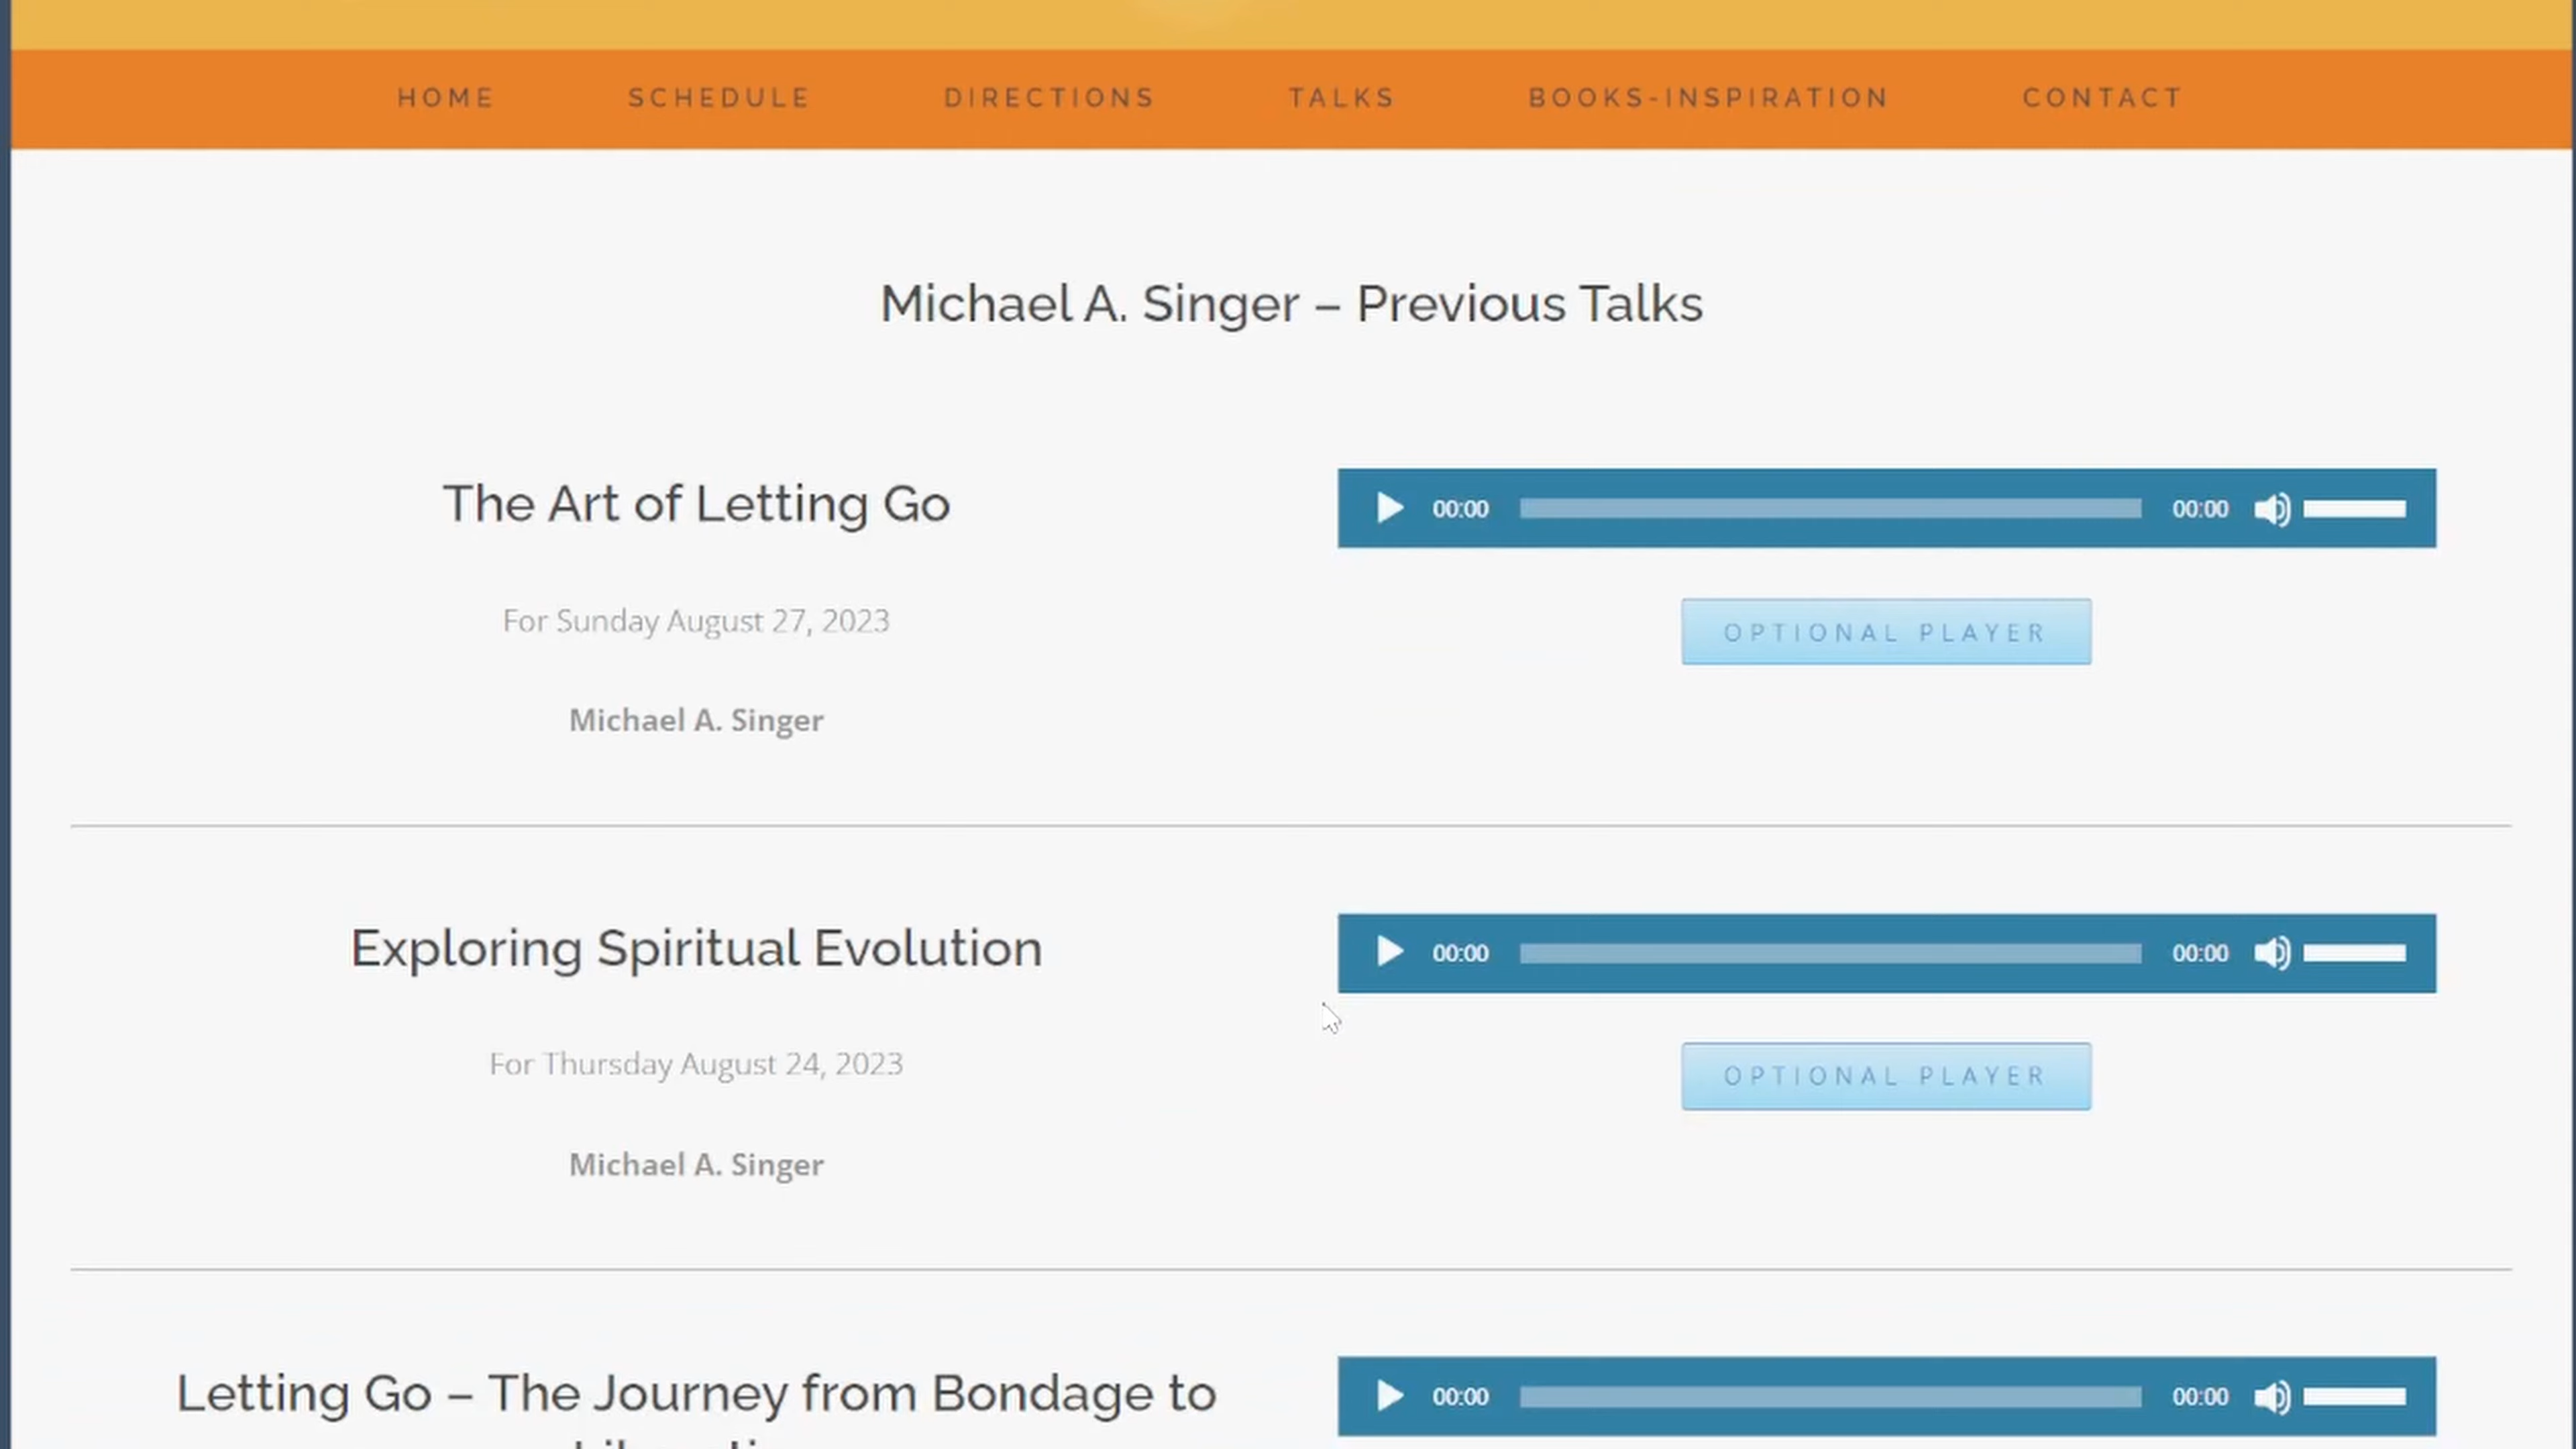 HOME SCHEDULE DIRECTIONS TALKS BOOKS-INSPIRATION CONTACT
Michael A. Singer – Previous Talks
The Art of Letting Go
00:00 00:00
For Sunday August 27, 2023
OPTIONAL PLAYER
Michael A. Singer
Exploring Spiritual Evolution
00:00 00:00
For Thursday August 24, 2023
OPTIONAL PLAYER
Michael A. Singer
Letting Go – The Journey from Bondage to
00:00 00:00